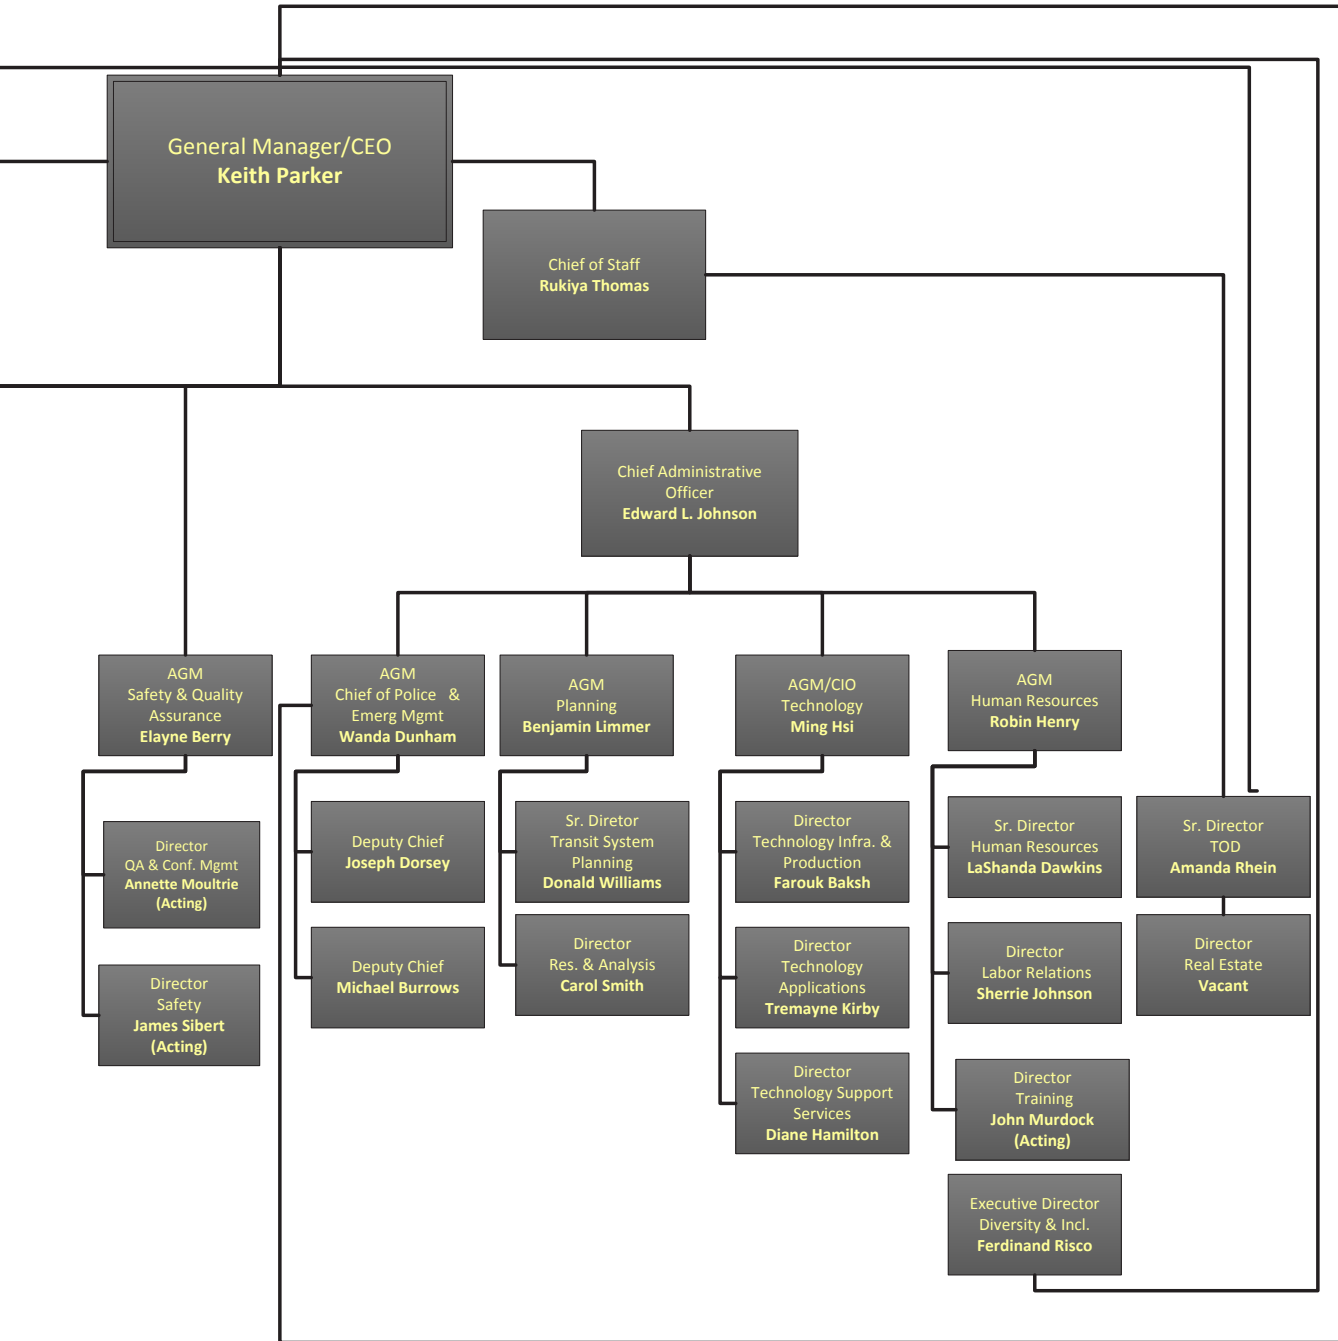 General Manager/CEO
Keith Parker
Chief of Staff
Rukiya Thomas
Chief Administrative
Officer
Edward L. Johnson
AGM
Safety & Quality
Assurance
Elayne Berry
AGM
Chief of Police &
Emerg Mgmt
Wanda Dunham
AGM
Planning
Benjamin Limmer
AGM/CIO
Technology
Ming Hsi
AGM
Human Resources
Robin Henry
Director
QA & Conf. Mgmt
Annette Moultrie
(Acting)
Director
Safety
James Sibert
(Acting)
Deputy Chief
Joseph Dorsey
Deputy Chief
Michael Burrows
Sr. Diretor
Transit System
Planning
Donald Williams
Director
Res. & Analysis
Carol Smith
Director
Technology Infra. &
Production
Farouk Baksh
Director
Technology
Applications
Tremayne Kirby
Director
Technology Support
Services
Diane Hamilton
Sr. Director
Human Resources
LaShanda Dawkins
Director
Labor Relations
Sherrie Johnson
Director
Training
John Murdock
(Acting)
Executive Director
Diversity & Incl.
Ferdinand Risco
Sr. Director
TOD
Amanda Rhein
Director
Real Estate
Vacant